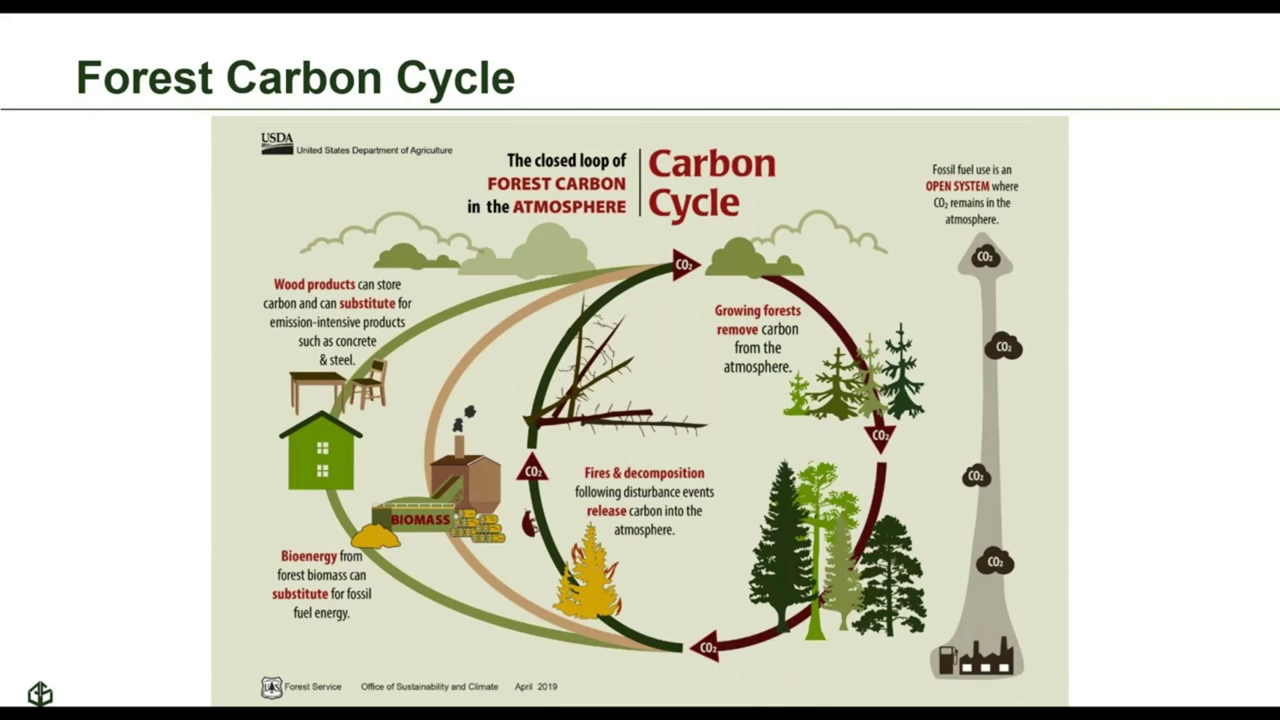 Forest Carbon Cycle
USDA
United States Department of Agriculture
The closed loop of
FOREST CARBON
in the ATMOSPHERE
Carbon
Cycle
Fossil fuel use is an
OPEN SYSTEM where
CO₂ remains in the
atmosphere.
CO₂
CO₂
CO₂
CO₂
CO₂
Wood products can store
carbon and can substitute for
emission-intensive products
such as concrete
& steel.
Growing forests
remove carbon
from the
atmosphere.
CO₂
CO₂
Fires & decomposition
following disturbance events
release carbon into the
atmosphere.
CO₂
BIOMASS
Bioenergy from
forest biomass can
substitute for fossil
fuel energy.
Forest Service
Office of Sustainability and Climate
April 2019